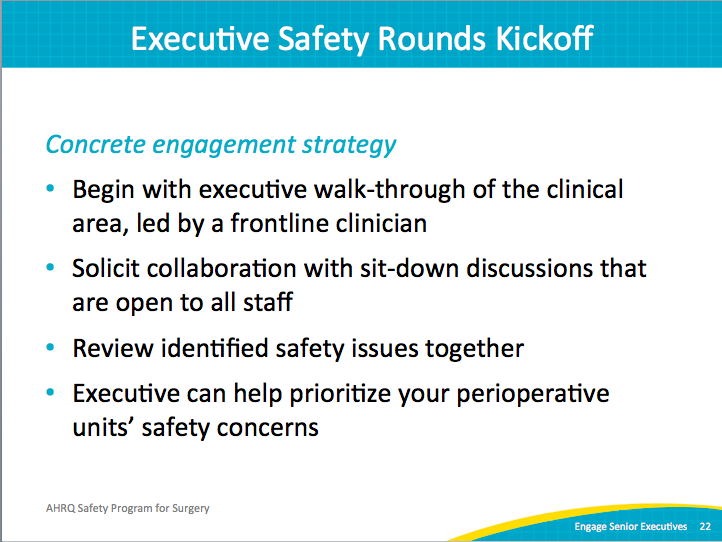 Executive Safety Rounds Kickoff
Concrete engagement strategy
• Begin with executive walk-through of the clinical
area, led by a frontline clinician
• Solicit collaboration with sit-down discussions that
are open to all staff
• Review identified safety issues together
• Executive can help prioritize your perioperative
units’ safety concerns
AHRQ Safety Program for Surgery
Engage Senior Executives 22